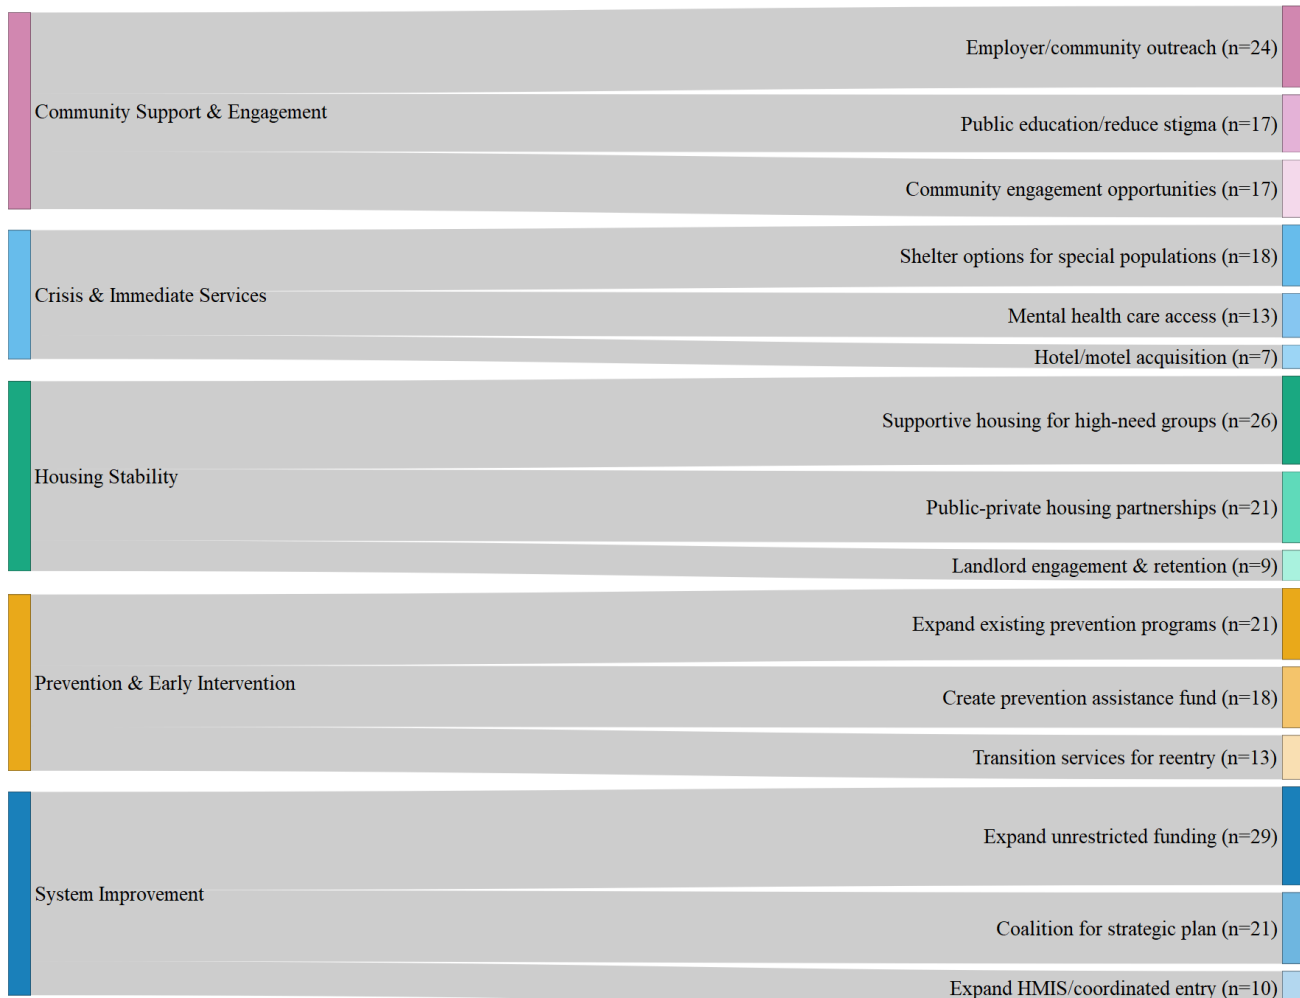 Employer/community outreach (n=24)
Community Support & Engagement
Public education/reduce stigma (n=17)
Community engagement opportunities (n=17)
Shelter options for special populations (n=18)
Crisis & Immediate Services
Mental health care access (n=13)
Hotel/motel acquisition (n=7)
Supportive housing for high-need groups (n=26)
Housing Stability
Public-private housing partnerships (n=21)
Landlord engagement & retention (n=9)
Expand existing prevention programs (n=21)
Prevention & Early Intervention
Create prevention assistance fund (n=18)
Transition services for reentry (n=13)
Expand unrestricted funding (n=29)
System Improvement
Coalition for strategic plan (n=21)
Expand HMIS/coordinated entry (n=10)